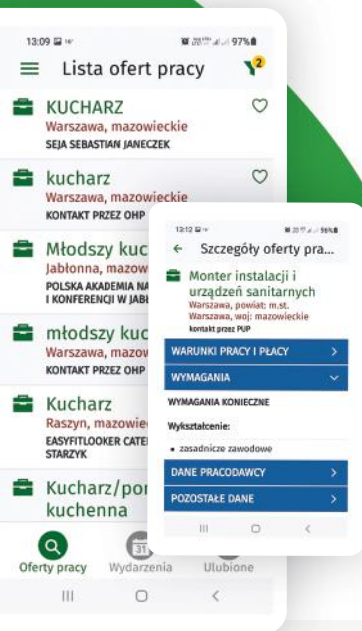 13:09
97%
Lista ofert pracy
2
KUCHARZ
Warszawa, mazowieckie
SEJA SEBASTIAN JANECZEK
kucharz
Warszawa, mazowieckie
KONTAKT PRZEZ OHP
Młodszy kuc
Jabłonna, mazow
POLSKA AKADEMIA NA
I KONFERENCJI W JABŁ
młodszy kuc
Warszawa, mazow
KONTAKT PRZEZ OHP
Kucharz
Raszyn, mazowie
EASYFITLOOKER CATE
STARZYK
Kucharz/por
kuchenna
31
Oferty pracy
Wydarzenia
Ulubione
13:12
96%
Szczegóły oferty pra...
Monter instalacji i
urządzeń sanitarnych
Warszawa, powiat: m.st.
Warszawa, woj: mazowieckie
kontakt przez PUP
WARUNKI PRACY I PŁACY
WYMAGANIA
WYMAGANIA KONIECZNE
Wykształcenie:
• zasadnicze zawodowe
DANE PRACODAWCY
POZOSTAŁE DANE